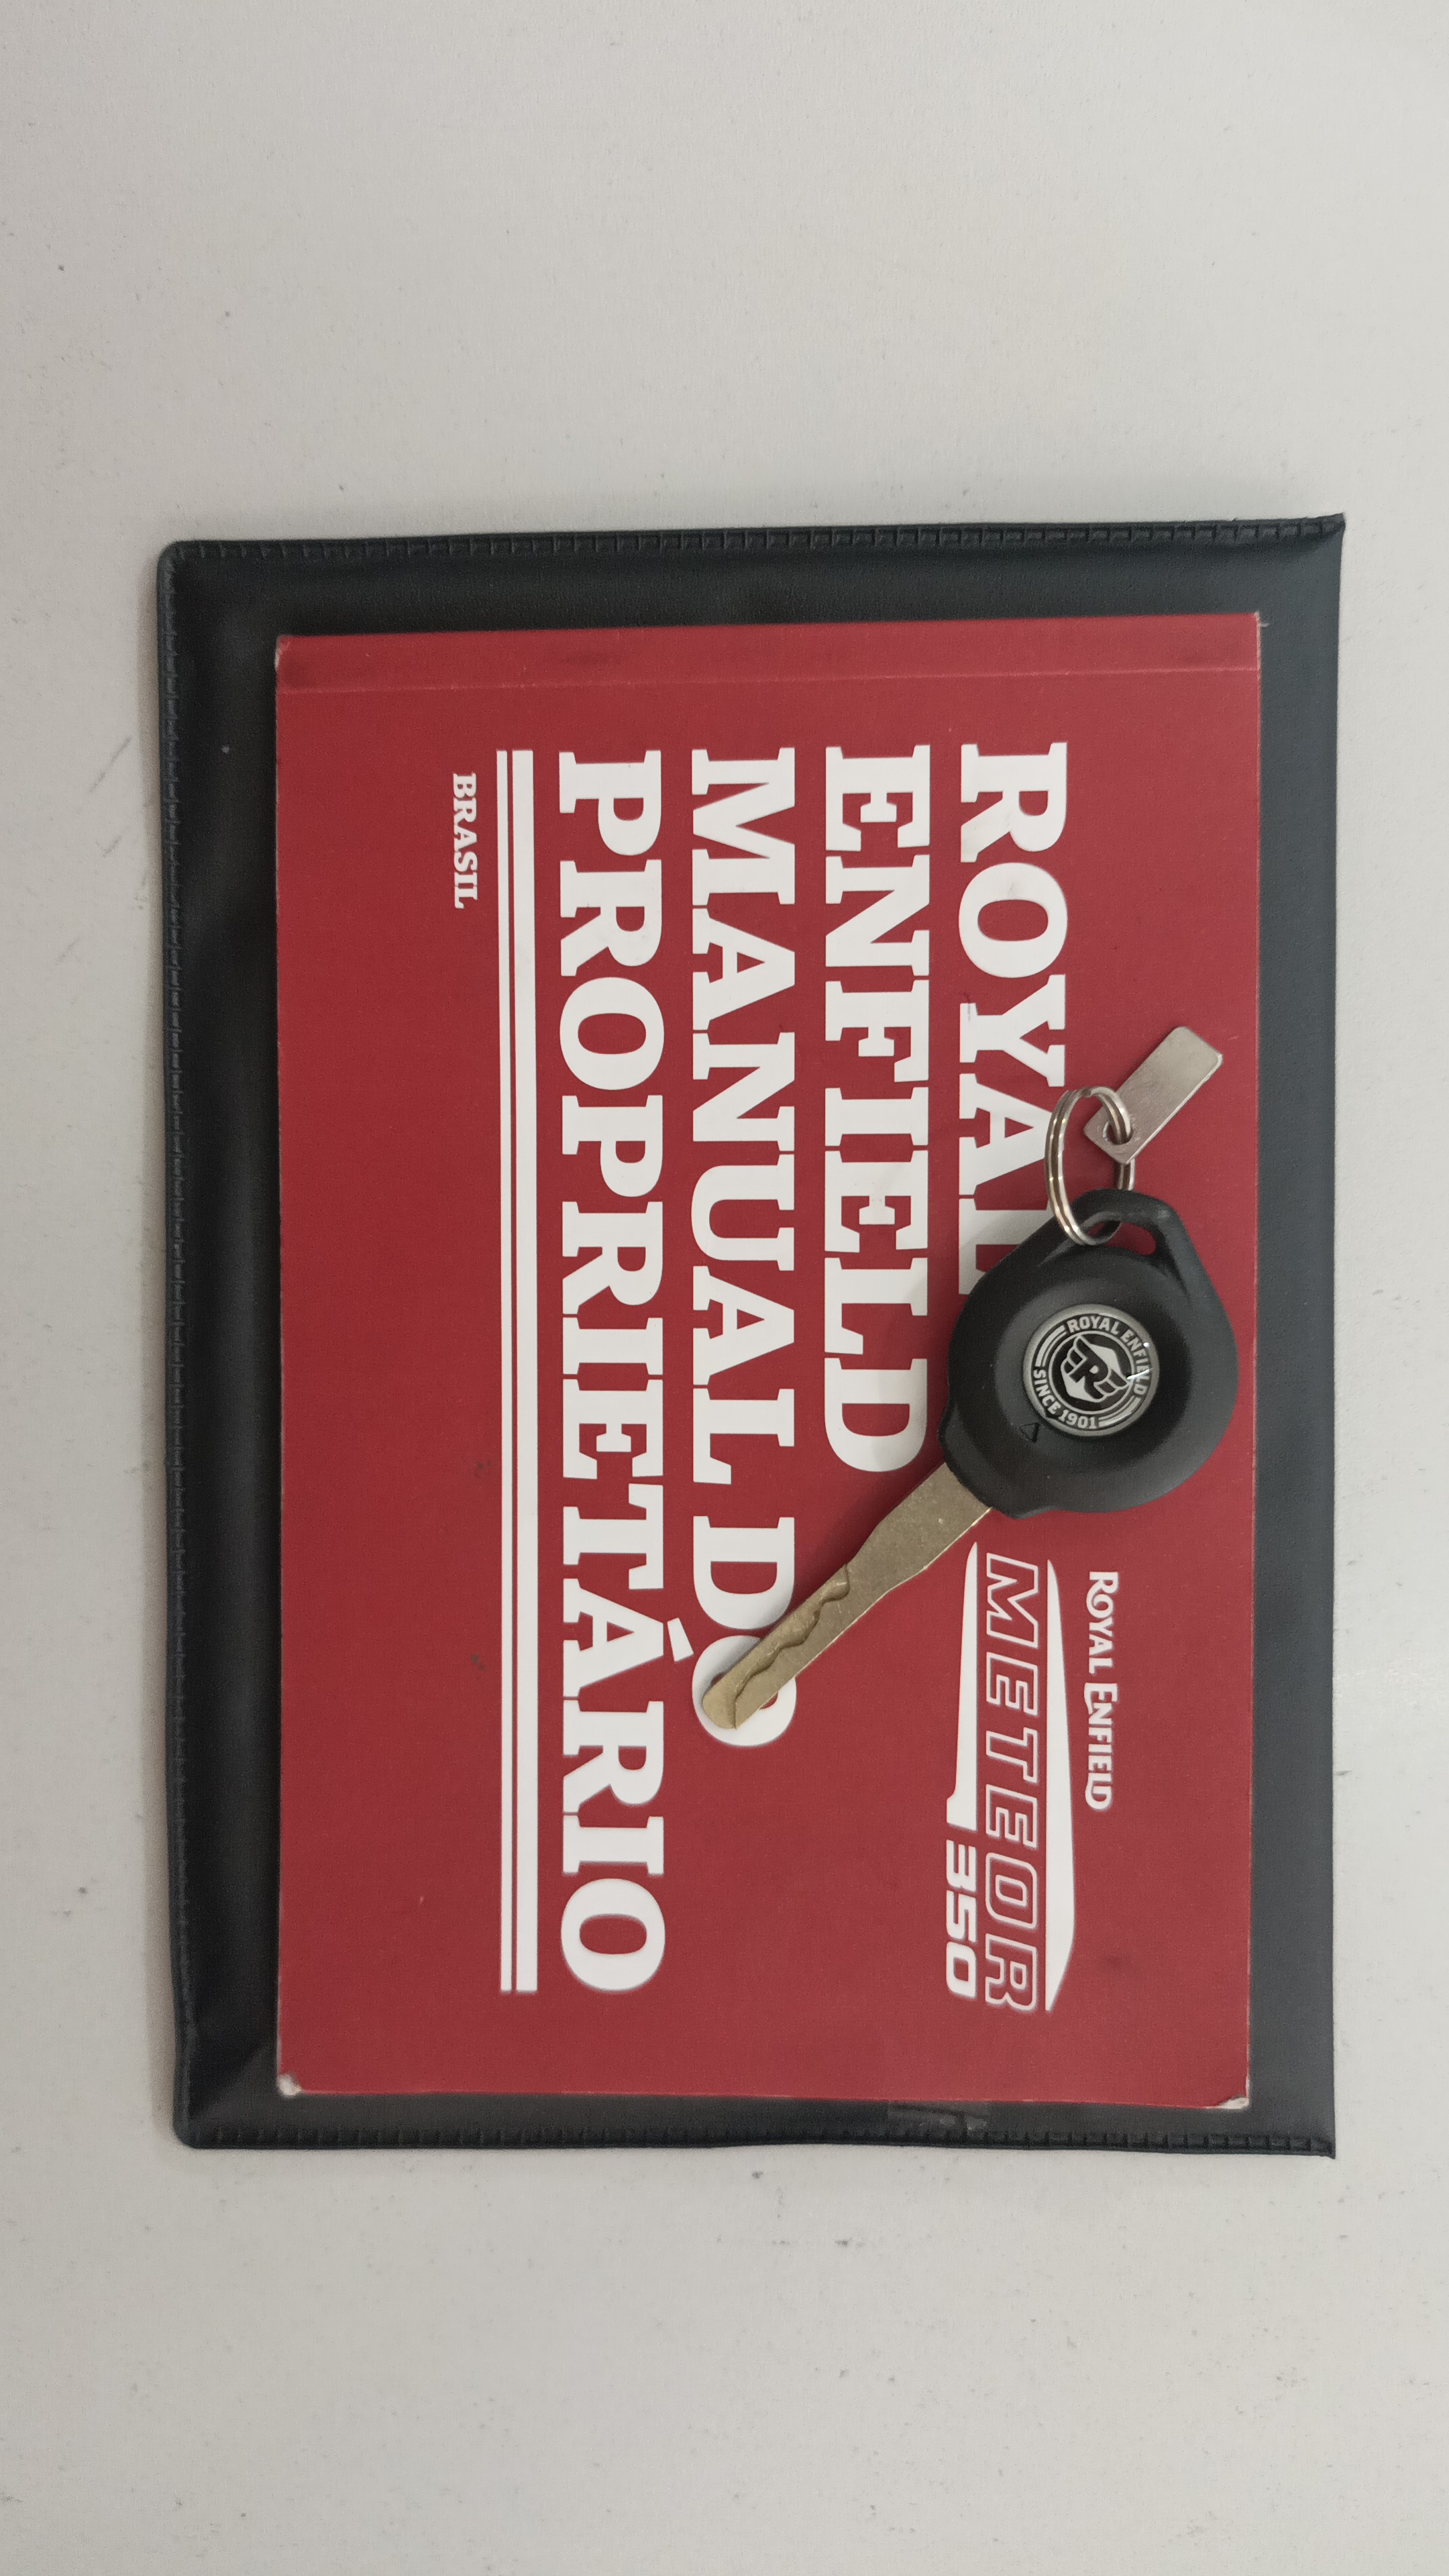 ROYAL
ENFIELD
MANUAL DO
PROPRIETÁRIO
BRASIL
ROYAL ENFIELD
METEOR
350
ROYAL ENFIELD
R
SINCE 1901